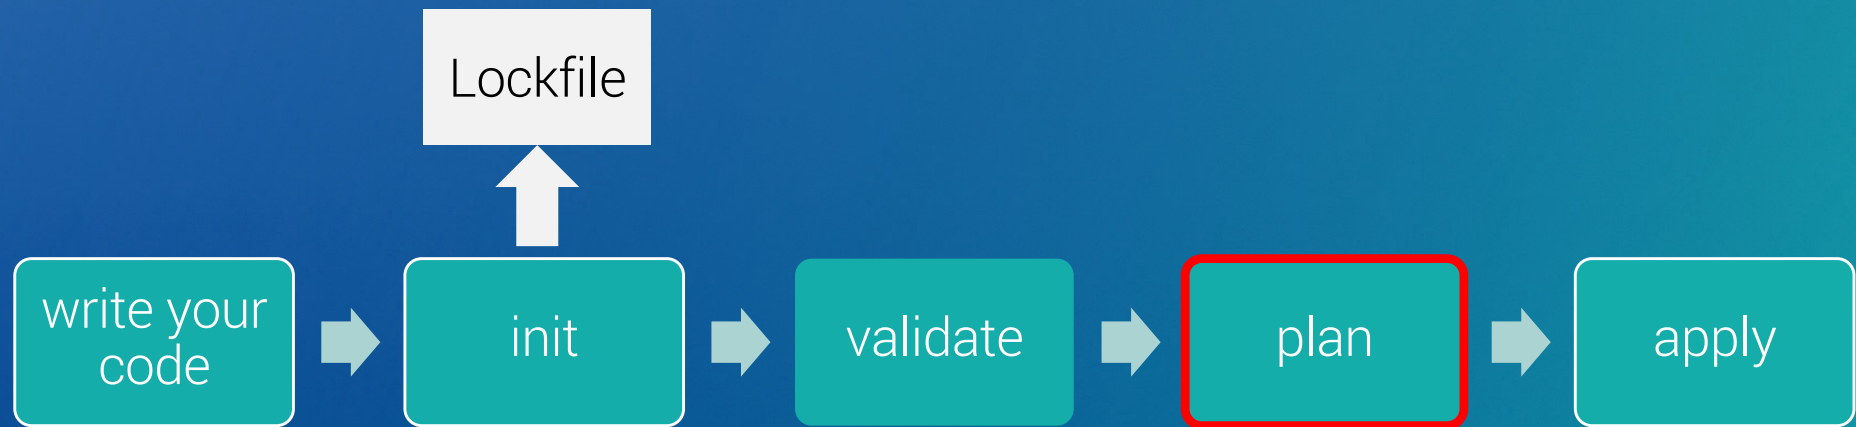 Lockfile
write your
code
init
validate
plan
apply